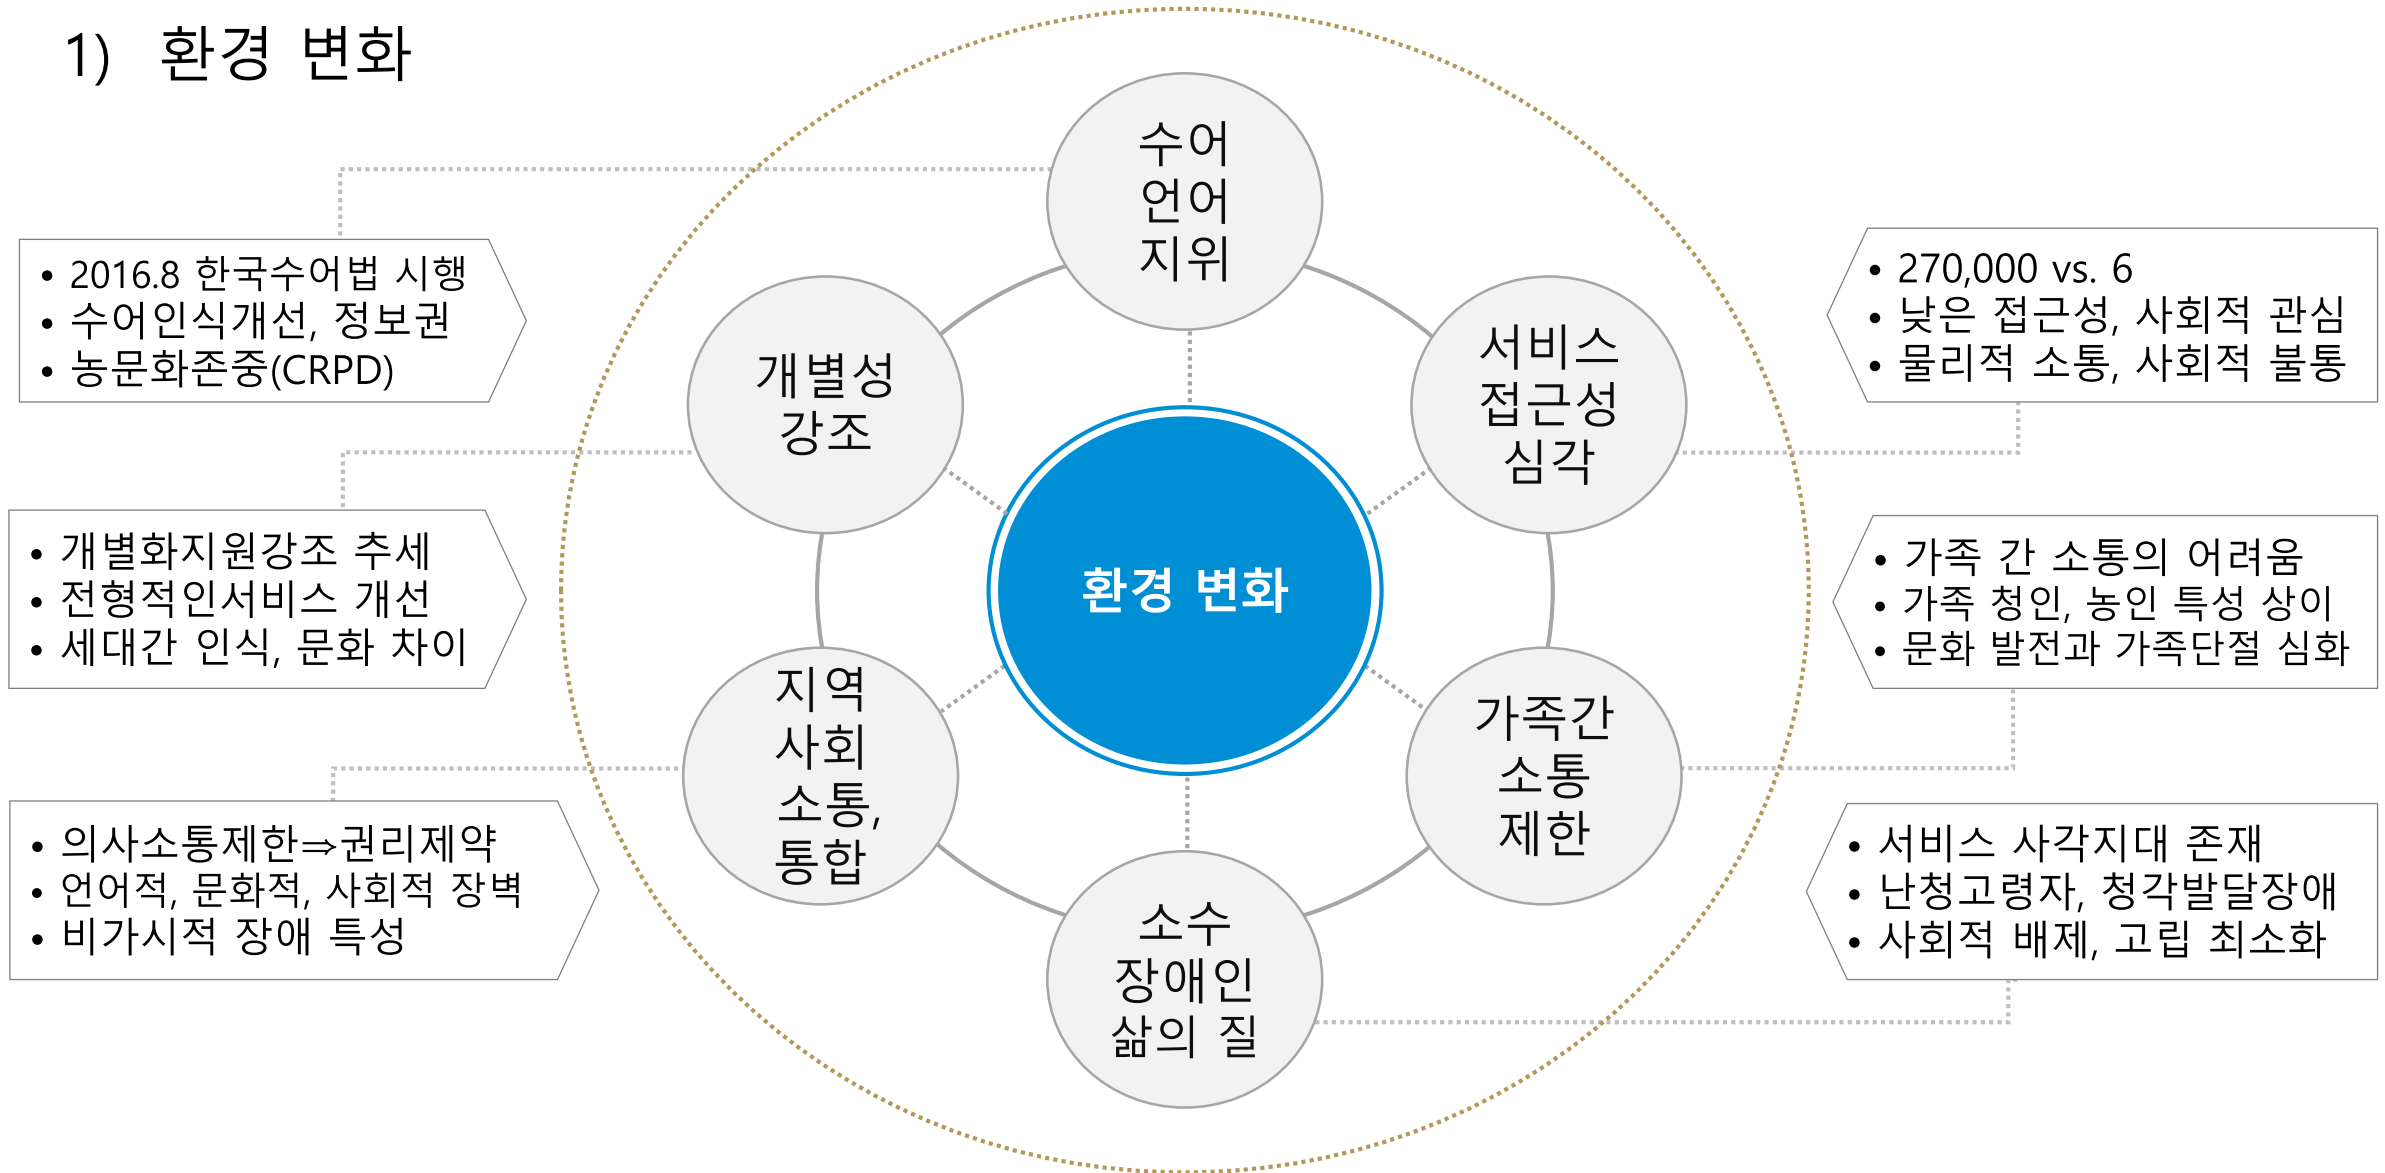 1) 환경 변화
수어
언어
지위
• 2016.8 한국수어법 시행
• 수어인식개선, 정보권
• 농문화존중(CRPD)
개별성
강조
• 개별화지원강조 추세
• 전형적인서비스 개선
• 세대간 인식, 문화 차이
지역
사회
소통,
통합
• 의사소통제한⇒권리제약
• 언어적, 문화적, 사회적 장벽
• 비가시적 장애 특성
환경 변화
서비스
접근성
심각
• 270,000 vs. 6
• 낮은 접근성, 사회적 관심
• 물리적 소통, 사회적 불통
가족간
소통
제한
• 가족 간 소통의 어려움
• 가족 청인, 농인 특성 상이
• 문화 발전과 가족단절 심화
소수
장애인
삶의 질
• 서비스 사각지대 존재
• 난청고령자, 청각발달장애
• 사회적 배제, 고립 최소화